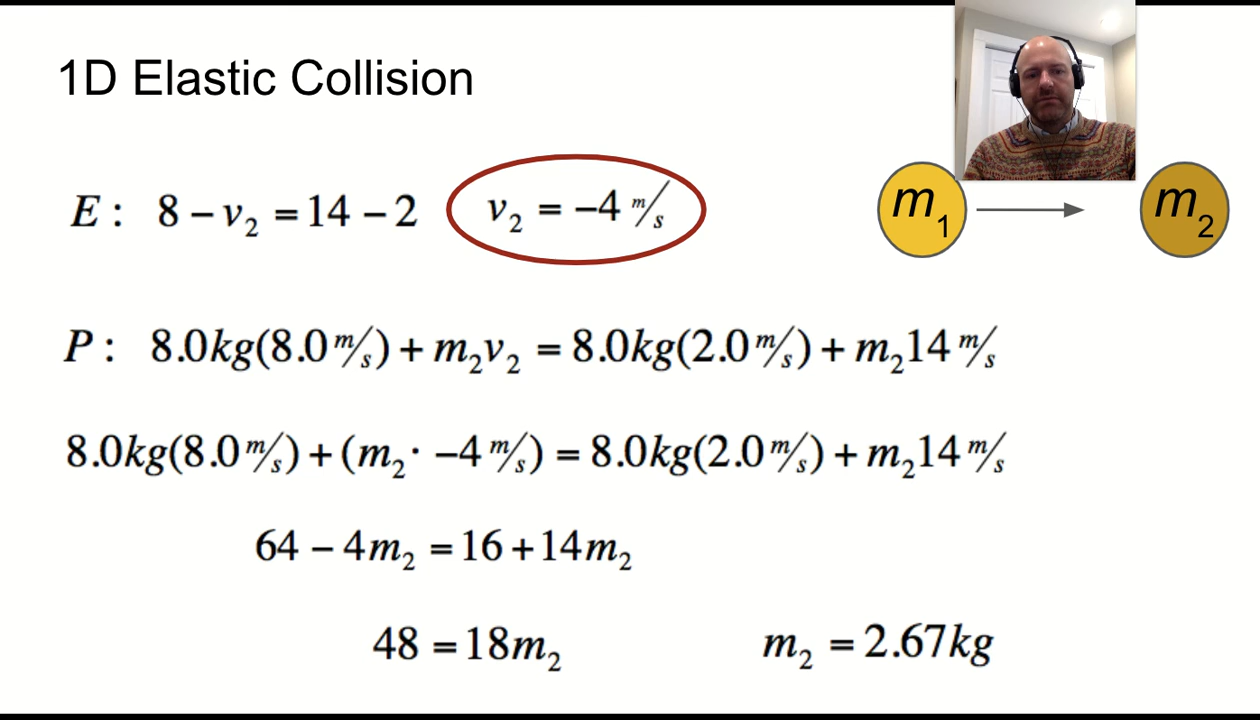 1D Elastic Collision
E : 8 − v₂ = 14 − 2 v₂ = −4 m/s
m₁ m₂
P : 8.0kg(8.0 m/s) + m₂v₂ = 8.0kg(2.0 m/s) + m₂14 m/s
8.0kg(8.0 m/s) + (m₂· −4 m/s) = 8.0kg(2.0 m/s) + m₂14 m/s
64 − 4m₂ = 16 + 14m₂
48 = 18m₂ m₂ = 2.67kg